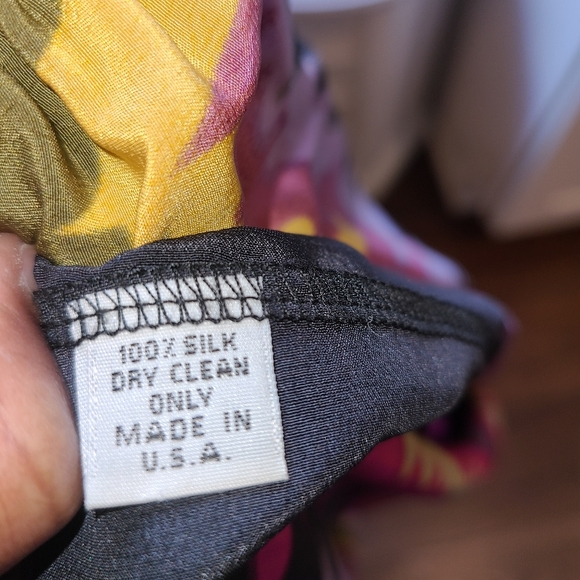 100% SILK
DRY CLEAN
ONLY
MADE IN
U.S.A.